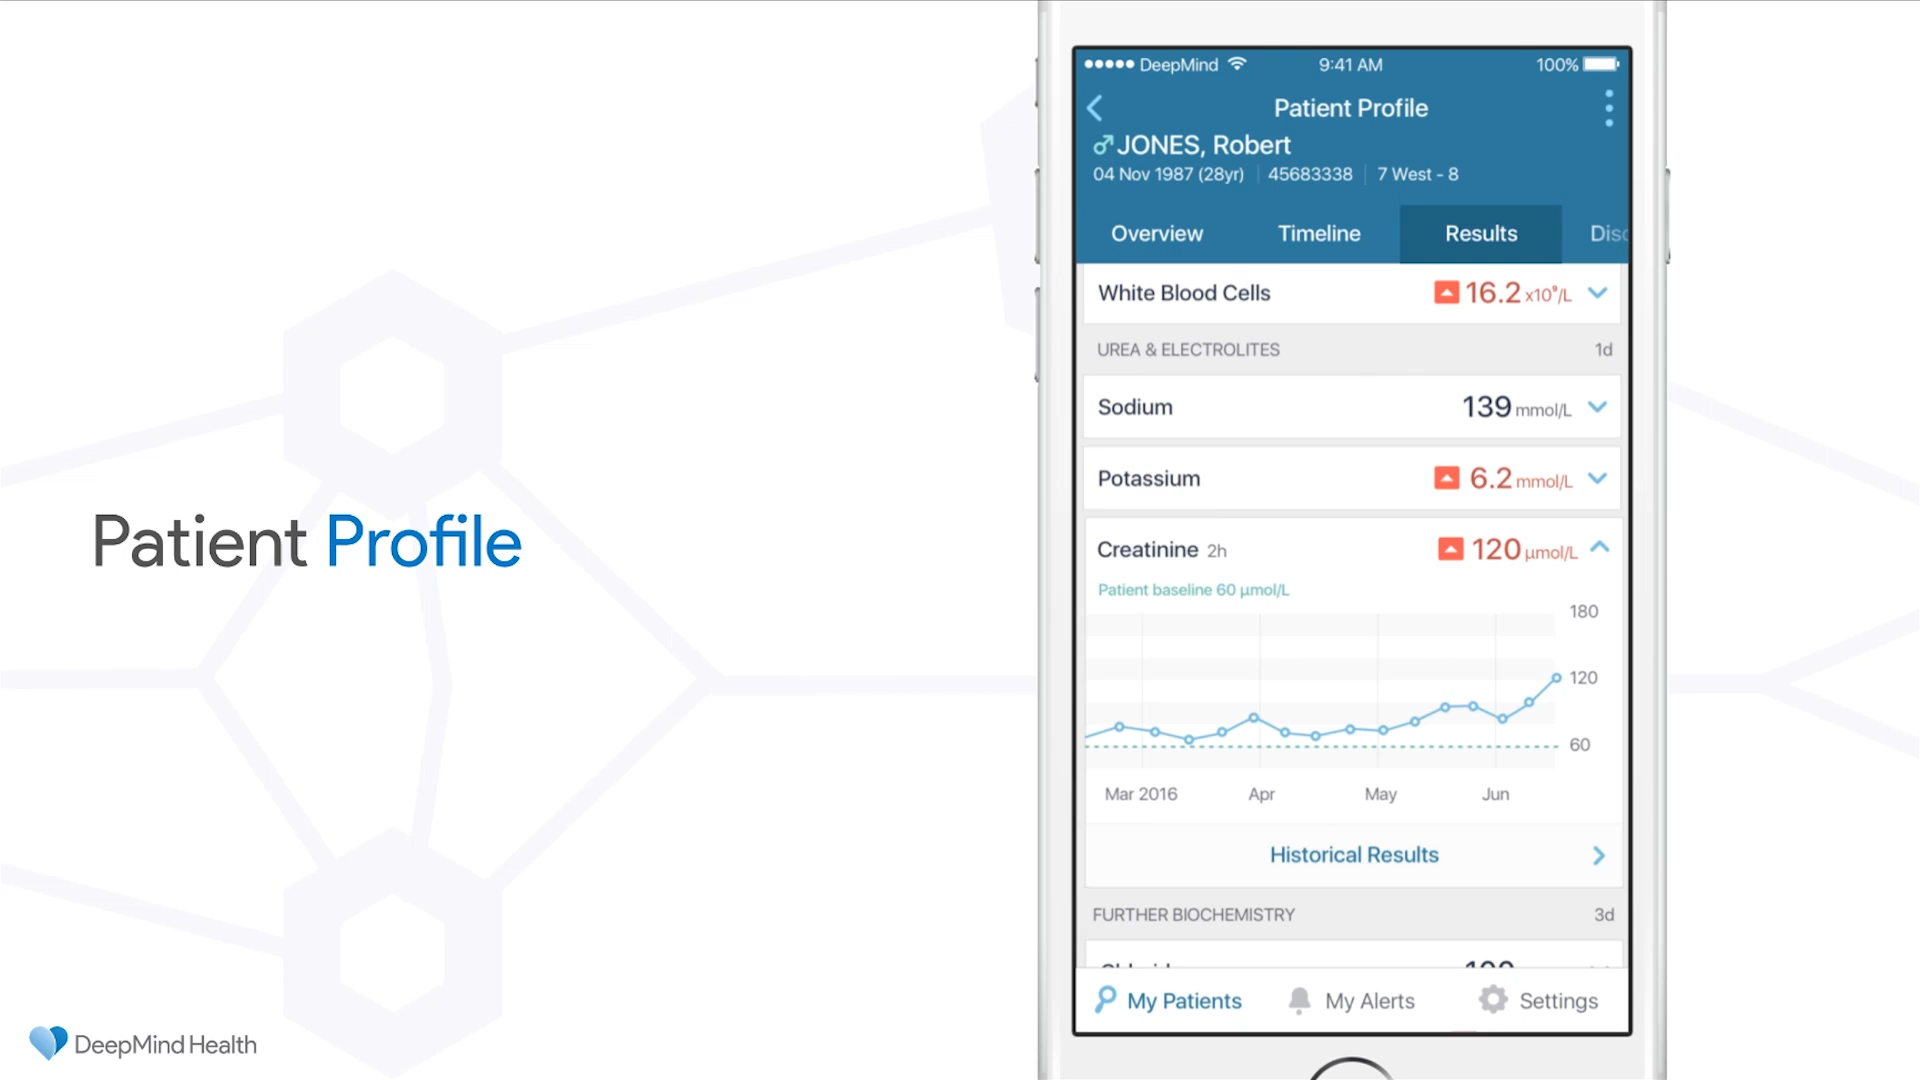 Patient Profile
DeepMind Health
DeepMind 9:41 AM 100%
Patient Profile
JONES, Robert
04 Nov 1987 (28yr) 45683338 7 West - 8
Overview Timeline Results
White Blood Cells 16.2 x10⁹/L
UREA & ELECTROLITES 1d
Sodium 139 mmol/L
Potassium 6.2 mmol/L
Creatinine 2h 120 µmol/L
Patient baseline 60 µmol/L
180
120
60
Mar 2016 Apr May Jun
Historical Results
FURTHER BIOCHEMISTRY 3d
My Patients My Alerts Settings